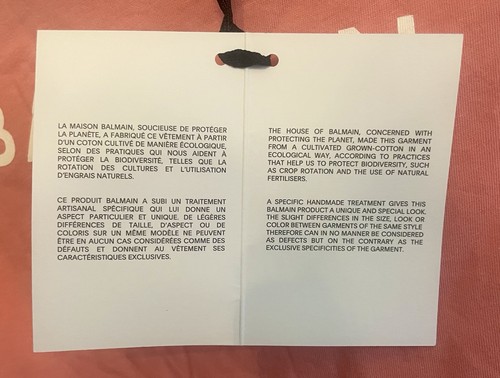 LA MAISON BALMAIN, SOUCIEUSE DE PROTÉGER
LA PLANÈTE, A FABRIQUÉ CE VÊTEMENT À PARTIR
D'UN COTON CULTIVÉ DE MANIÈRE ÉCOLOGIQUE,
SELON DES PRATIQUES QUI NOUS AIDENT À
PROTÉGER LA BIODIVERSITÉ, TELLES QUE LA
ROTATION DES CULTURES ET L'UTILISATION
D'ENGRAIS NATURELS.
CE PRODUIT BALMAIN A SUBI UN TRAITEMENT
ARTISANAL SPÉCIFIQUE QUI LUI DONNE UN
ASPECT PARTICULIER ET UNIQUE. DE LÉGÈRES
DIFFÉRENCES DE TAILLE, D'ASPECT OU DE
COLORIS SUR UN MÊME MODÈLE NE PEUVENT
ÊTRE EN AUCUN CAS CONSIDÉRÉES COMME DES
DÉFAUTS ET DONNENT AU VÊTEMENT SES
CARACTÉRISTIQUES EXCLUSIVES.
THE HOUSE OF BALMAIN, CONCERNED WITH
PROTECTING THE PLANET, MADE THIS GARMENT
FROM A CULTIVATED GROWN-COTTON IN AN
ECOLOGICAL WAY, ACCORDING TO PRACTICES
THAT HELP US TO PROTECT BIODIVERSITY, SUCH
AS CROP ROTATION AND THE USE OF NATURAL
FERTILISERS.
A SPECIFIC HANDMADE TREATMENT GIVES THIS
BALMAIN PRODUCT A UNIQUE AND SPECIAL LOOK.
THE SLIGHT DIFFERENCES IN THE SIZE, LOOK OR
COLOR BETWEEN GARMENTS OF THE SAME STYLE
THEREFORE CAN IN NO MANNER BE CONSIDERED
AS DEFECTS BUT ON THE CONTRARY AS THE
EXCLUSIVE SPECIFICITIES OF THE GARMENT.